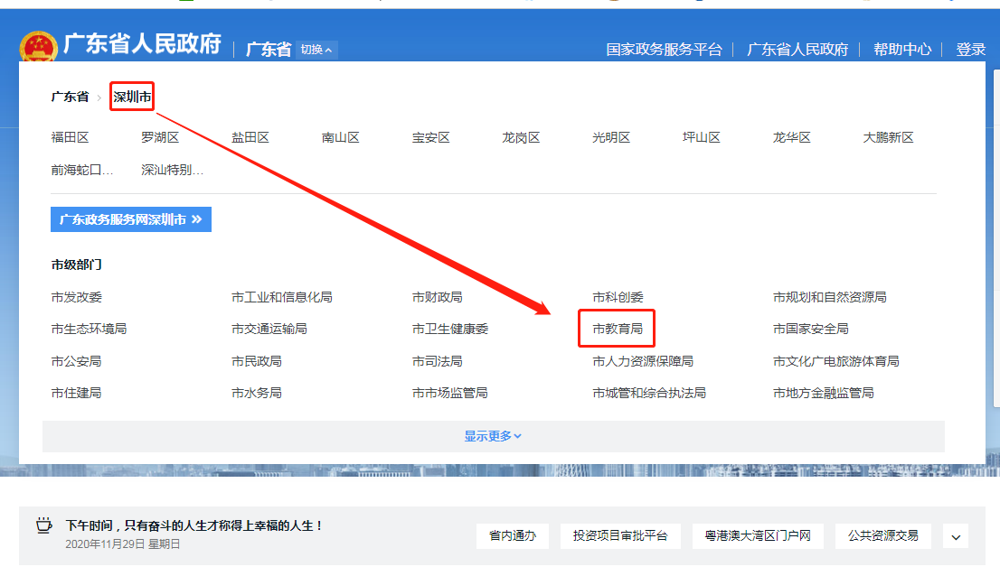 广东省人民政府 广东省 切换 国家政务服务平台 广东省人民政府 帮助中心 登录
广东省 深圳市
福田区 罗湖区 盐田区 南山区 宝安区 龙岗区 光明区 坪山区 龙华区 大鹏新区
前海蛇口... 深汕特别...
广东政务服务网深圳市
市级部门
市发改委 市工业和信息化局 市财政局 市科创委 市规划和自然资源局
市生态环境局 市交通运输局 市卫生健康委 市教育局 市国家安全局
市公安局 市民政局 市司法局 市人力资源保障局 市文化广电旅游体育局
市住建局 市水务局 市市场监管局 市城管和综合执法局 市地方金融监管局
显示更多
下午时间，只有奋斗的人生才称得上幸福的人生！
2020年11月29日 星期日
省内通办 投资项目审批平台 粤港澳大湾区门户网 公共资源交易